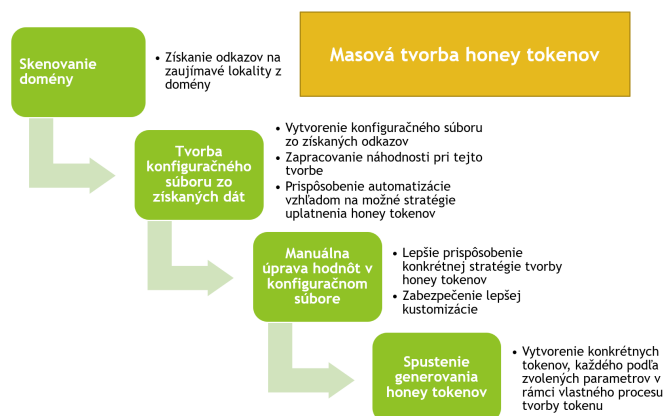 Masová tvorba honey tokenov
Skenovanie
domény
• Získanie odkazov na
zaujímavé lokality z
domény
Tvorba
konfiguračného
súboru zo
získaných dát
• Vytvorenie konfiguračného súboru
zo získaných odkazov
• Zapracovanie náhodnosti pri tejto
tvorbe
• Prispôsobenie automatizácie
vzhľadom na možné stratégie
uplatnenia honey tokenov
Manuálna
úprava hodnôt v
konfiguračnom
súbore
• Lepšie prispôsobenie
konkrétnej stratégie tvorby
honey tokenov
• Zabezpečenie lepšej
kustomizácie
Spustenie
generovania
honey tokenov
• Vytvorenie konkrétnych
tokenov, každého podľa
zvolených parametrov v
rámci vlastného procesu
tvorby tokenu